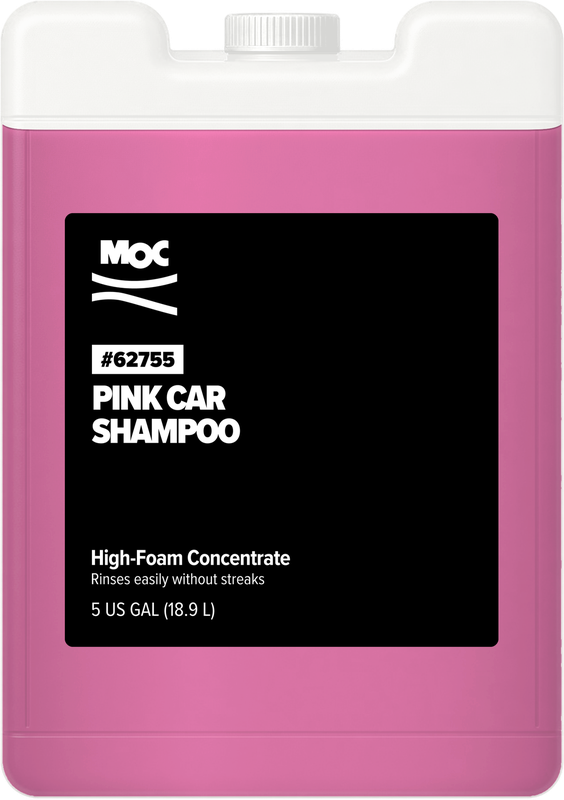 MOC
#62755
PINK CAR
SHAMPOO
High-Foam Concentrate
Rinses easily without streaks
5 US GAL (18.9 L)